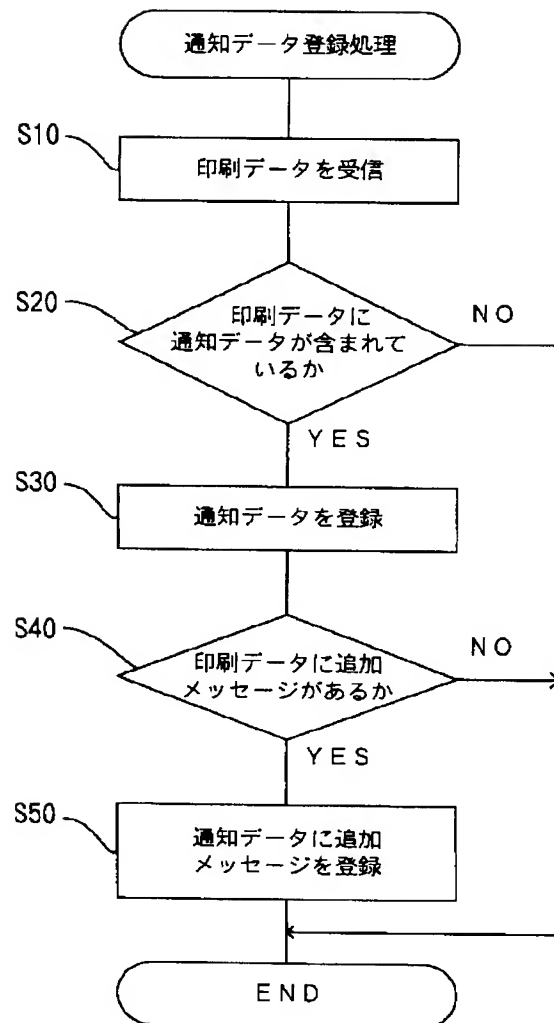 通知データ登録処理
S10
印刷データを受信
S20
印刷データに
通知データが含まれて
いるか
NO
YES
S30
通知データを登録
S40
印刷データに追加
メッセージがあるか
NO
YES
S50
通知データに追加
メッセージを登録
END